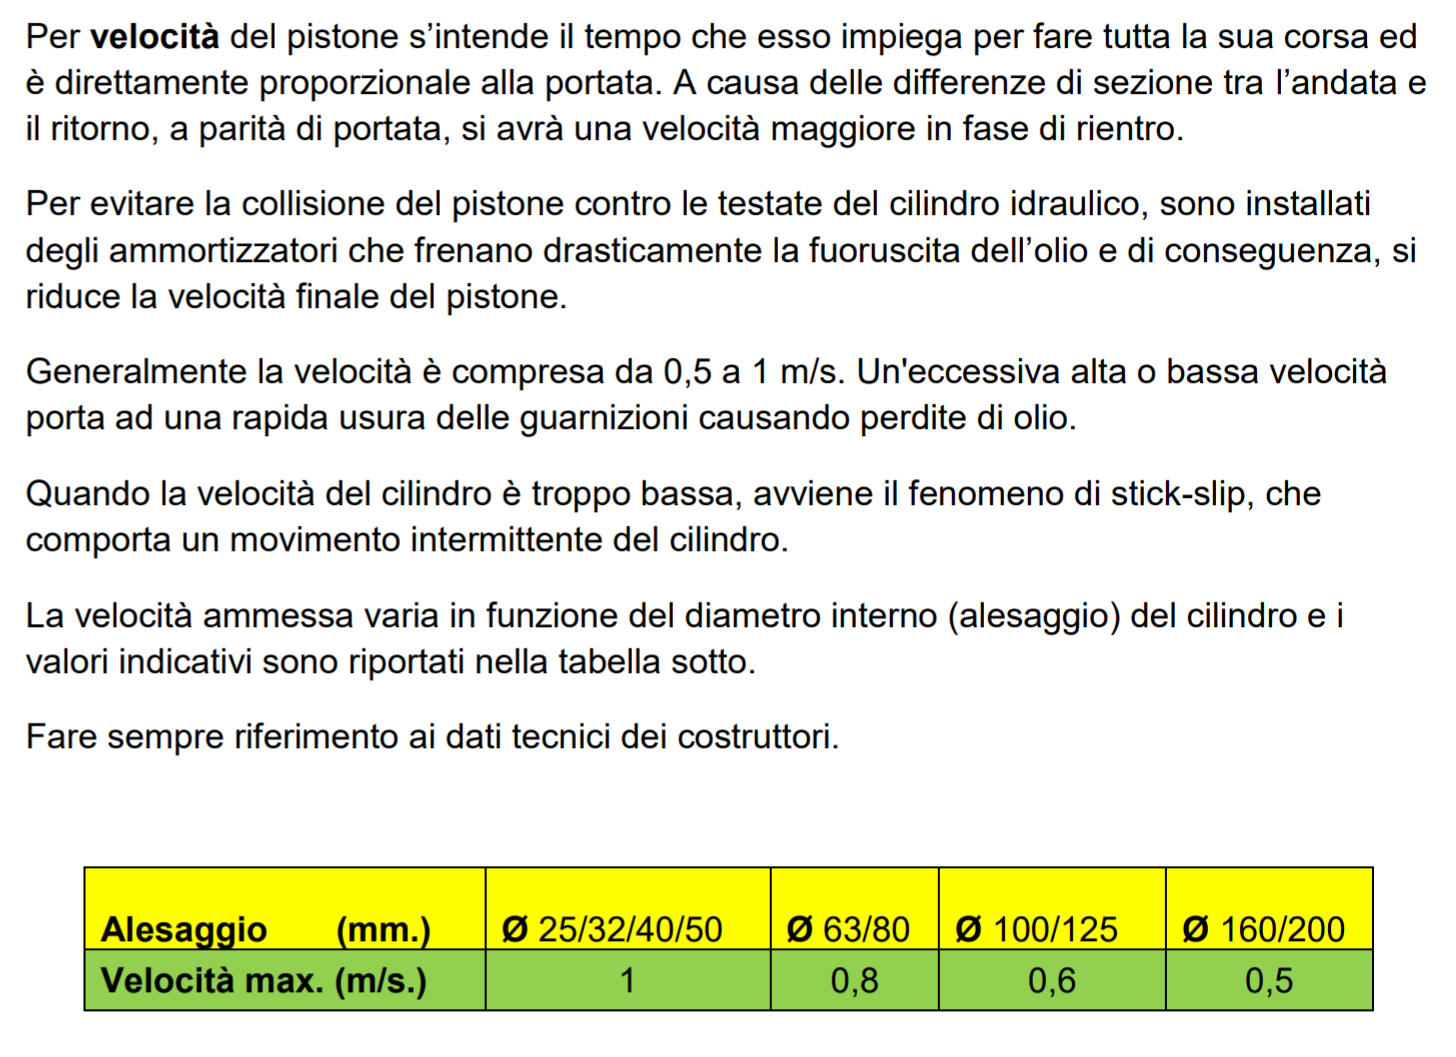 Per velocità del pistone s’intende il tempo che esso impiega per fare tutta la sua corsa ed
è direttamente proporzionale alla portata. A causa delle differenze di sezione tra l’andata e
il ritorno, a parità di portata, si avrà una velocità maggiore in fase di rientro.
Per evitare la collisione del pistone contro le testate del cilindro idraulico, sono installati
degli ammortizzatori che frenano drasticamente la fuoruscita dell’olio e di conseguenza, si
riduce la velocità finale del pistone.
Generalmente la velocità è compresa da 0,5 a 1 m/s. Un'eccessiva alta o bassa velocità
porta ad una rapida usura delle guarnizioni causando perdite di olio.
Quando la velocità del cilindro è troppo bassa, avviene il fenomeno di stick-slip, che
comporta un movimento intermittente del cilindro.
La velocità ammessa varia in funzione del diametro interno (alesaggio) del cilindro e i
valori indicativi sono riportati nella tabella sotto.
Fare sempre riferimento ai dati tecnici dei costruttori.
Alesaggio (mm.) Ø 25/32/40/50 Ø 63/80 Ø 100/125 Ø 160/200
Velocità max. (m/s.) 1 0,8 0,6 0,5